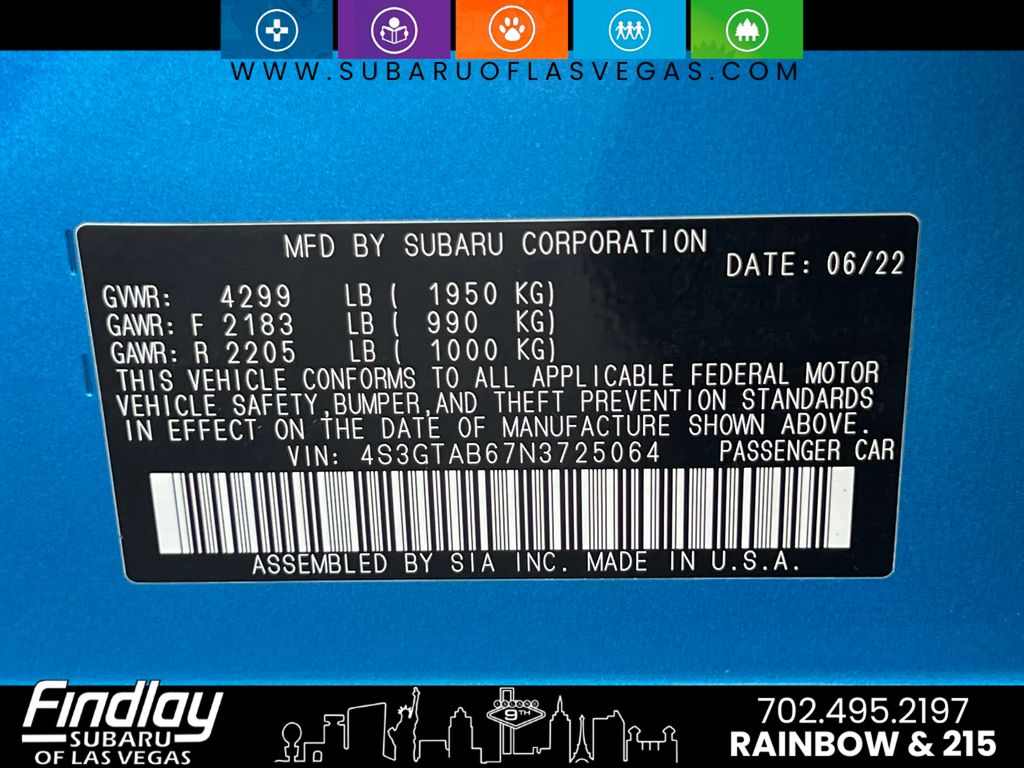 WWW.SUBARUOFLASVEGAS.COM
MFD BY SUBARU CORPORATION
DATE: 06/22
GVWR: 4299 LB ( 1950 KG)
GAWR: F 2183 LB ( 990 KG)
GAWR: R 2205 LB ( 1000 KG)
THIS VEHICLE CONFORMS TO ALL APPLICABLE FEDERAL MOTOR
VEHICLE SAFETY,BUMPER,AND THEFT PREVENTION STANDARDS
IN EFFECT ON THE DATE OF MANUFACTURE SHOWN ABOVE.
VIN: 4S3GTAB67N3725064 PASSENGER CAR
ASSEMBLED BY SIA INC. MADE IN U.S.A.
Findlay
SUBARU
OF LAS VEGAS
9TH
702.495.2197
RAINBOW & 215